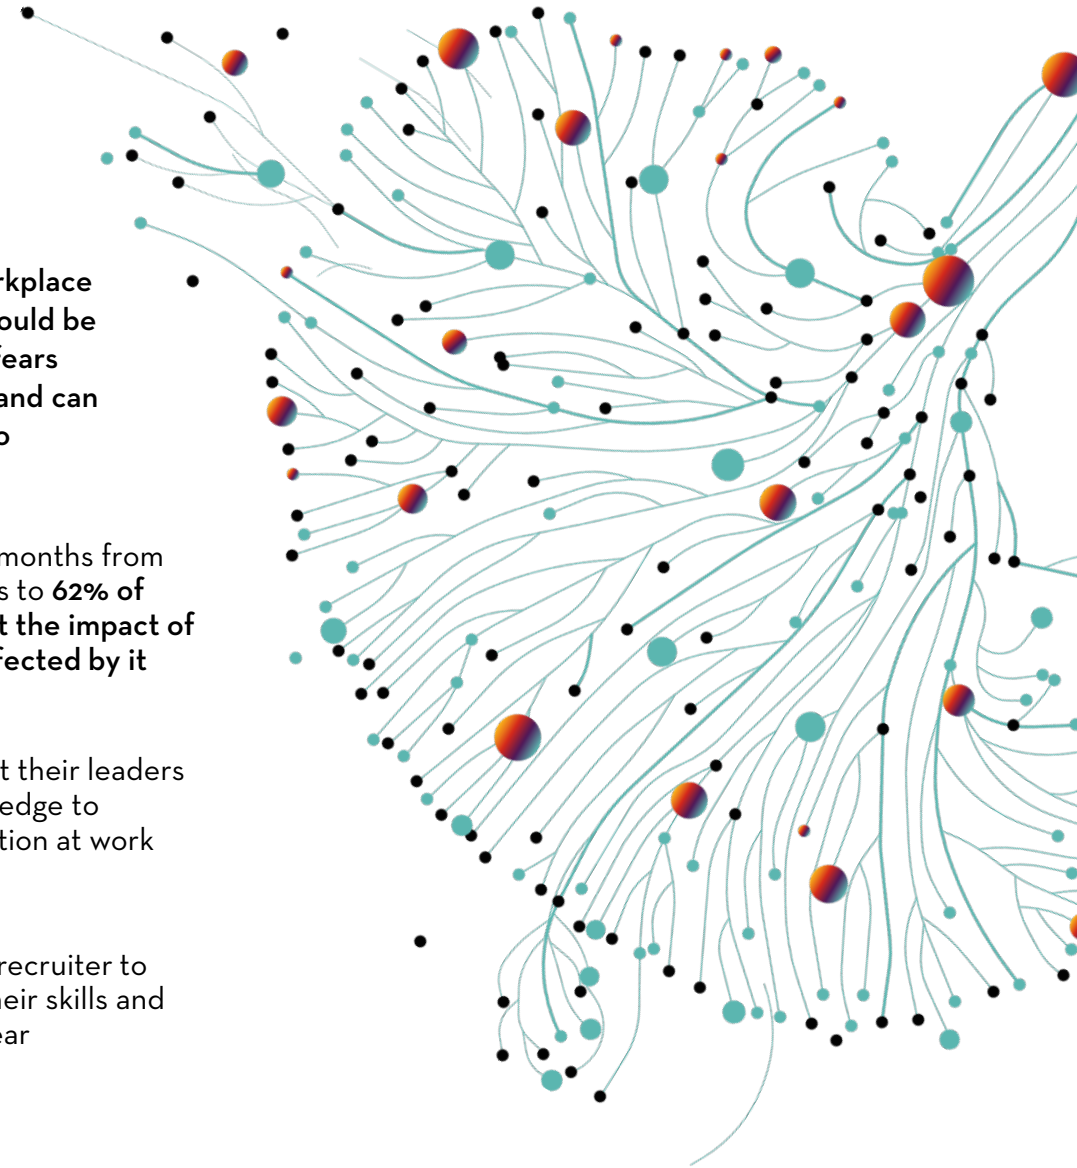 rkplace
ould be
fears
and can
o
months from
s to 62% of
t the impact of
fected by it
t their leaders
edge to
tion at work
recruiter to
heir skills and
ear